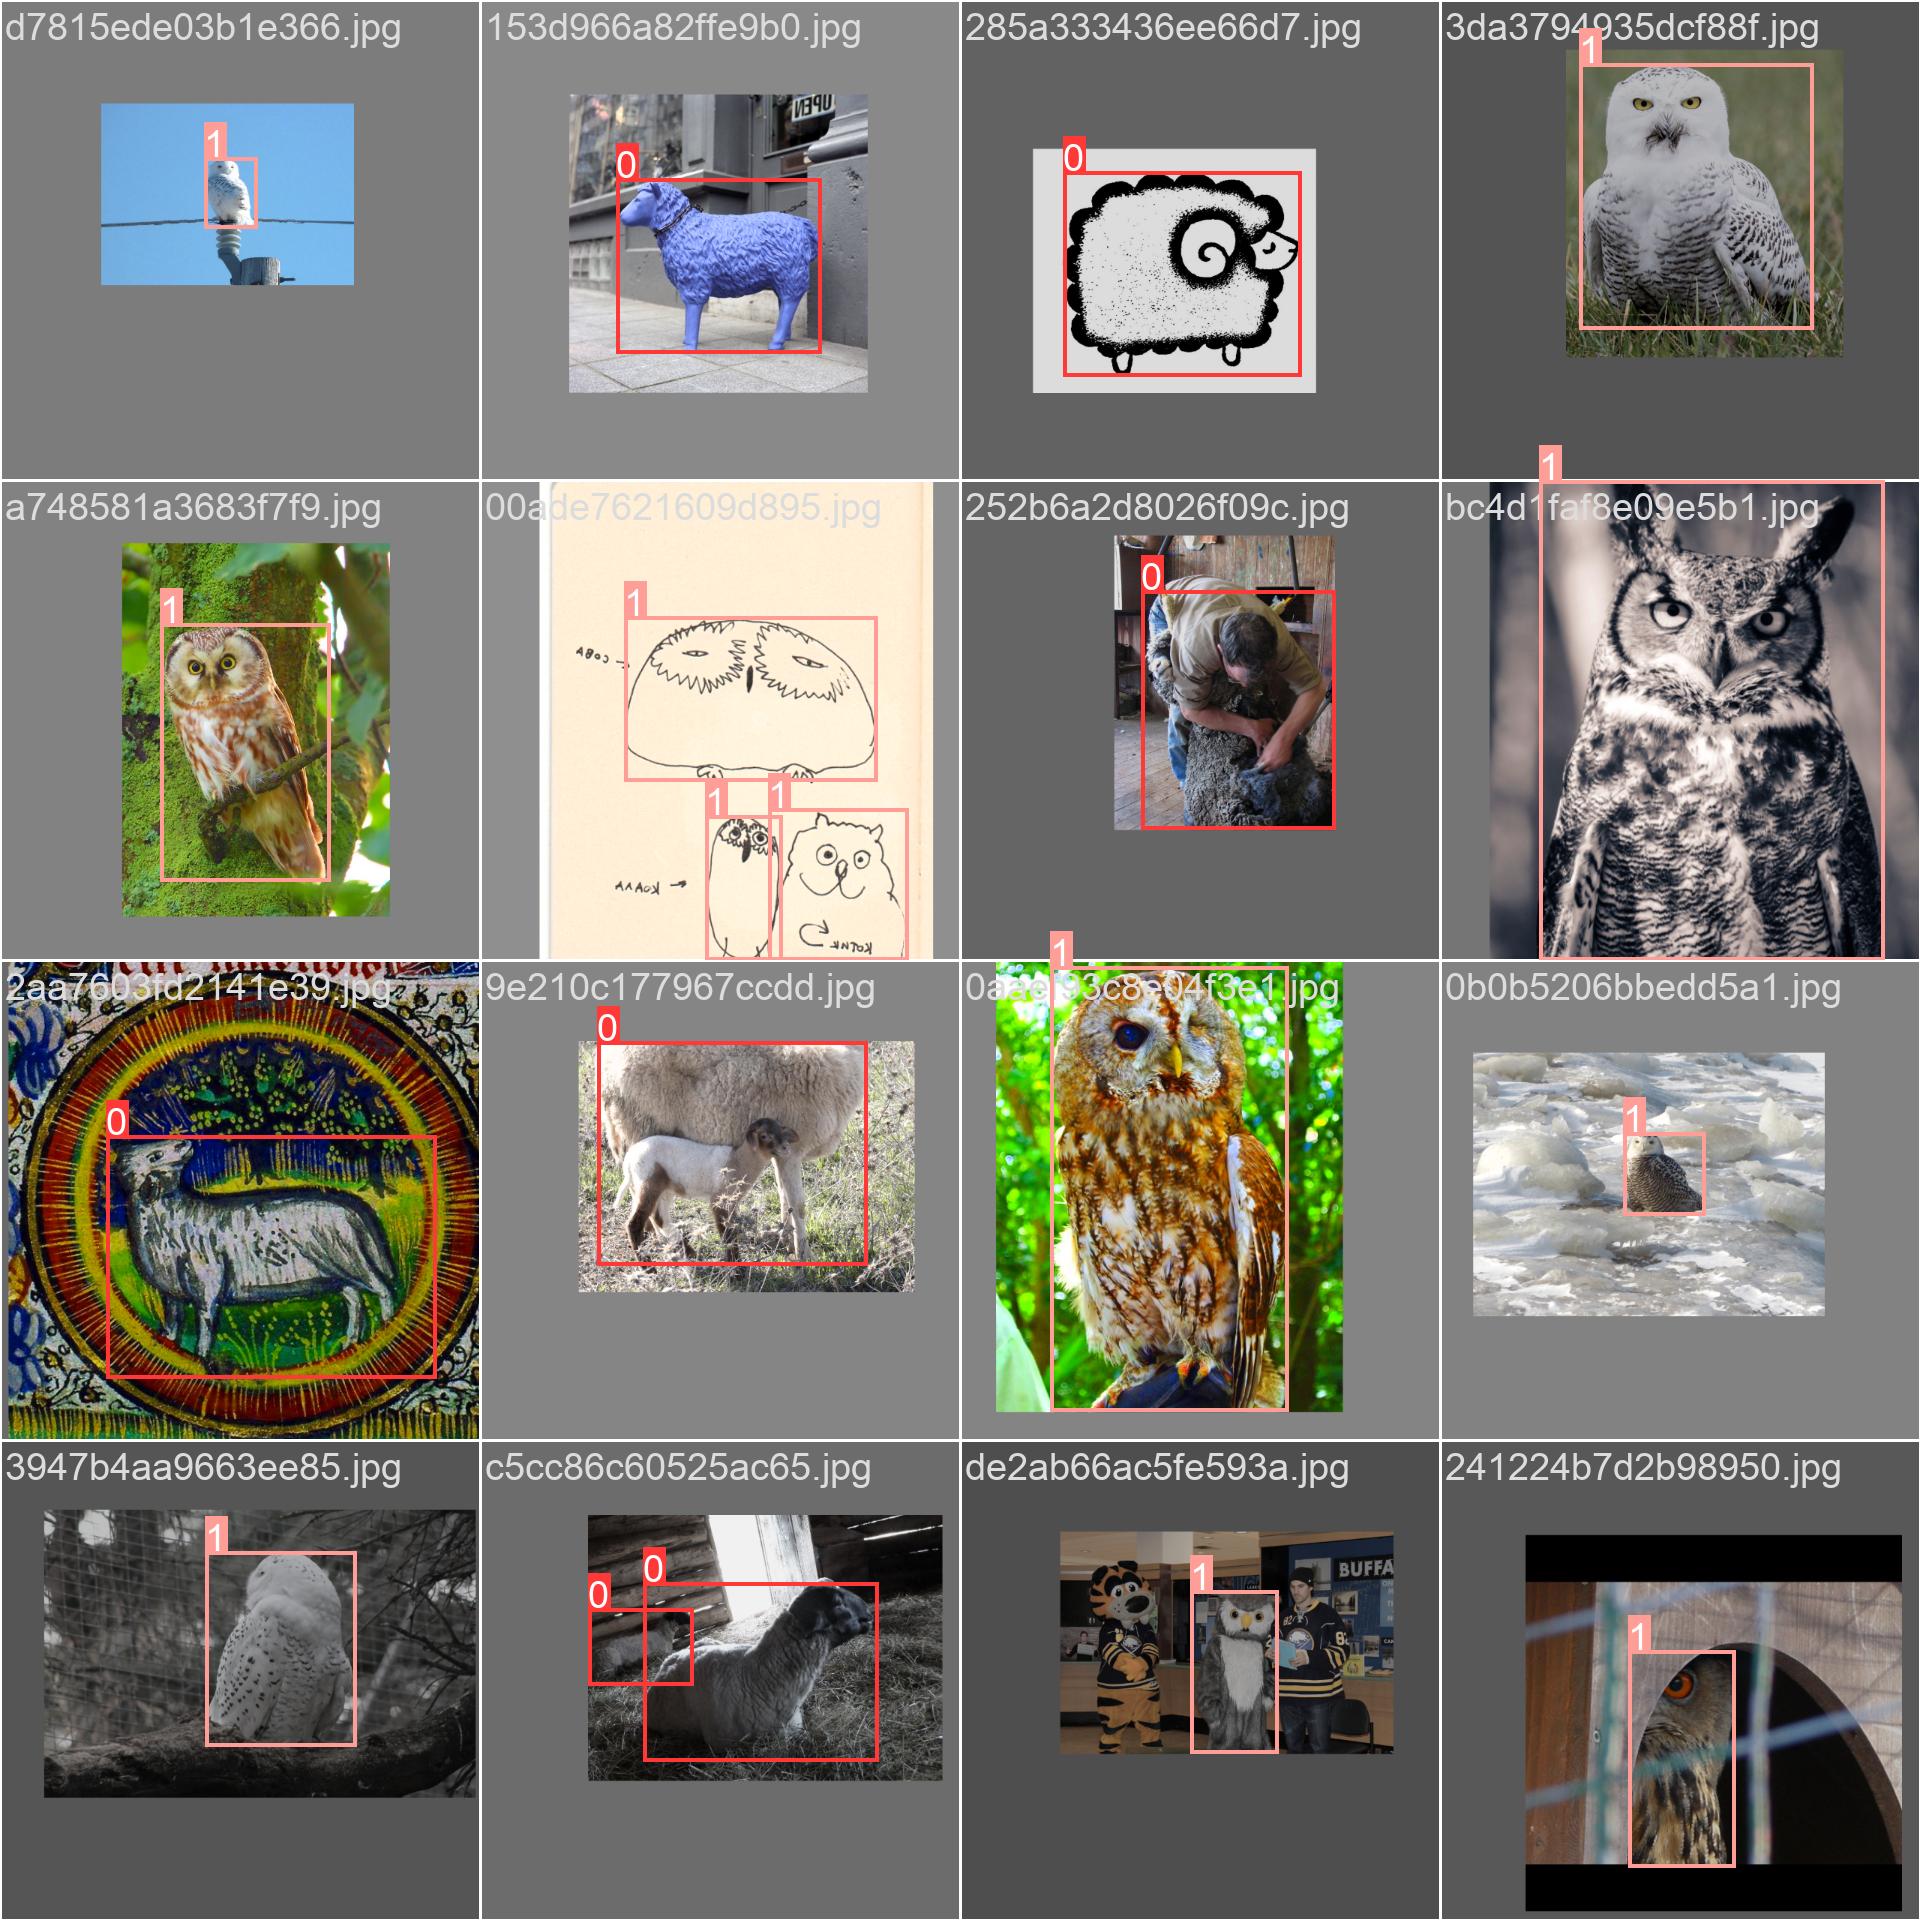 d7815ede03b1e366.jpg
153d966a82ffe9b0.jpg
285a333436ee66d7.jpg
3da3794935dcf88f.jpg
1
0
0
1
OPEN
a748581a3683f7f9.jpg
00ade7621609d895.jpg
252b6a2d8026f09c.jpg
bc4d1faf8e09e5b1.jpg
1
1
0
1
СОВА
1
1
КОАЛА
КОТИК
2aa7603fd2141e39.jpg
9e210c177967ccdd.jpg
0b0b5206bbedd5a1.jpg
0
0
1
1
3947b4aa9663ee85.jpg
c5cc86c60525ac65.jpg
de2ab66ac5fe593a.jpg
241224b7d2b98950.jpg
1
0
0
1
1
BUFFA